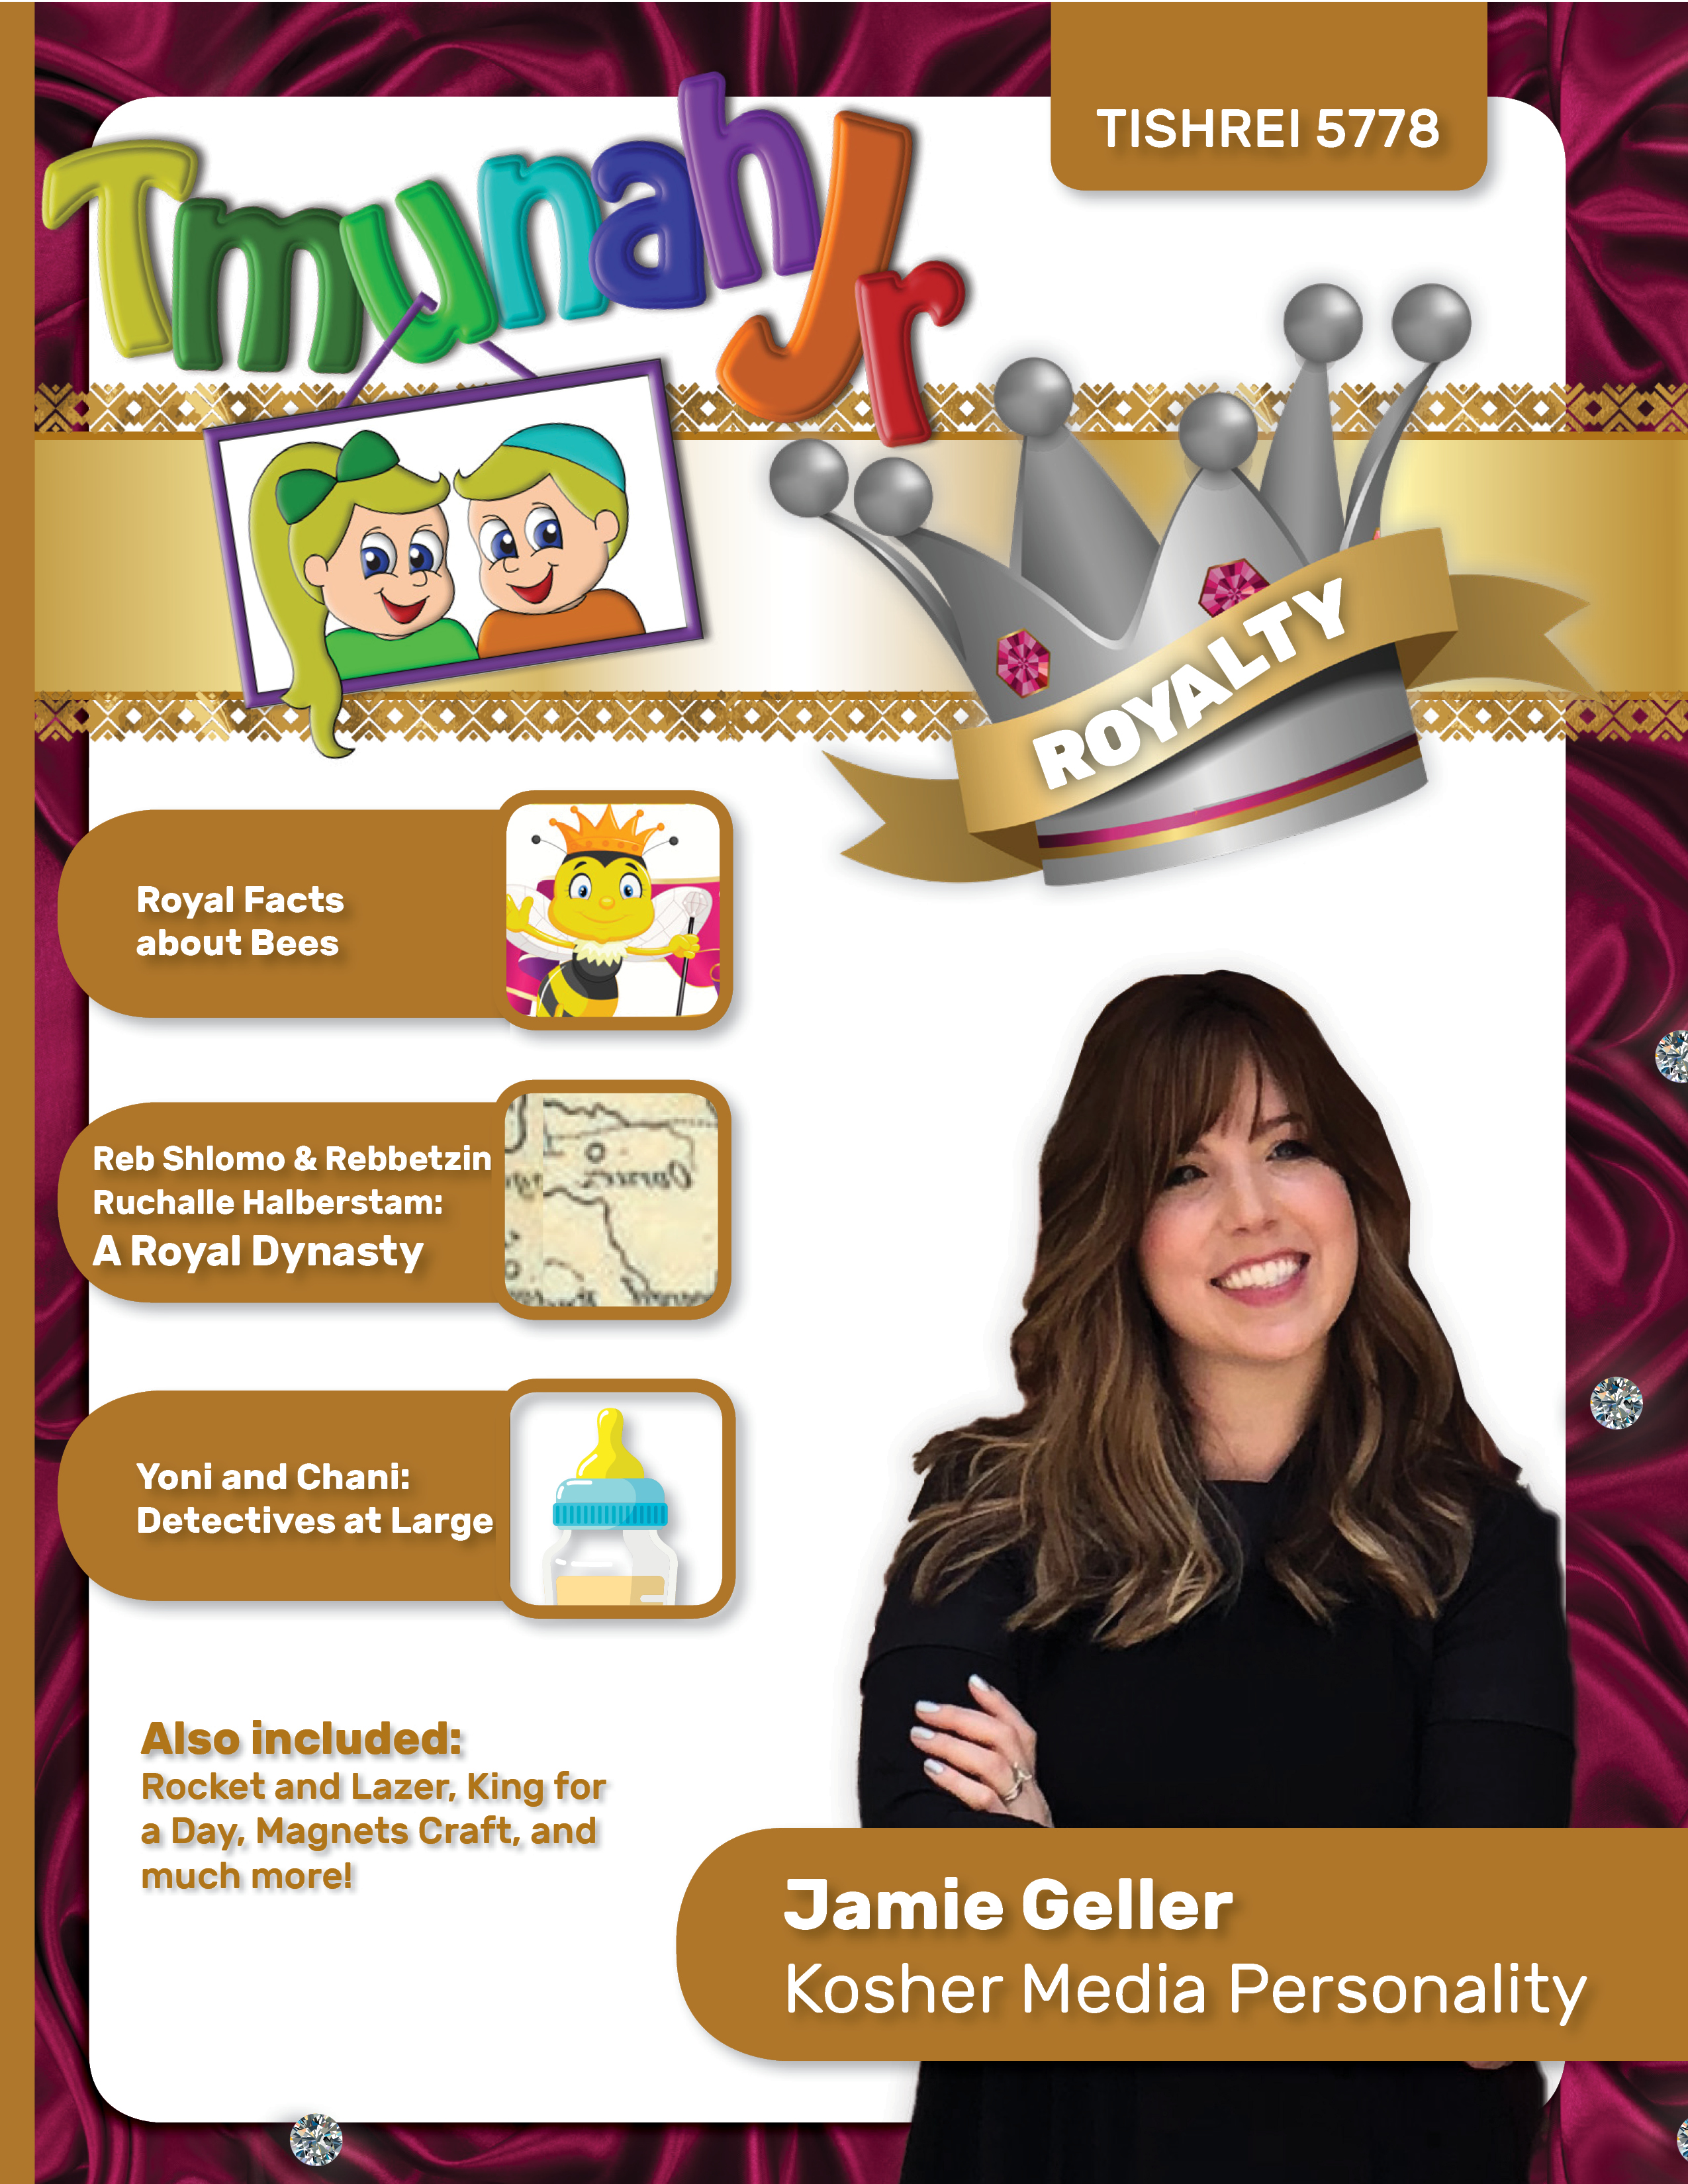 TISHREI 5778
Tmunah Jr
ROYALTY
Royal Facts
about Bees
Reb Shlomo & Rebbetzin
Ruchalle Halberstam:
A Royal Dynasty
Yoni and Chani:
Detectives at Large
Also included:
Rocket and Lazer, King for
a Day, Magnets Craft, and
much more!
Jamie Geller
Kosher Media Personality